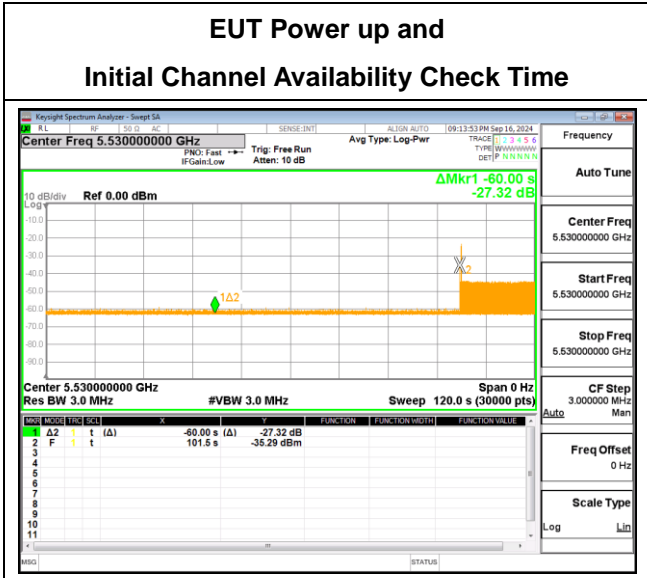 EUT Power up and
Initial Channel Availability Check Time
Keysight Spectrum Analyzer - Swept SA
RL RF 50 Ω AC SENSE:INT ALIGN AUTO 09:13:53 PM Sep 16, 2024
Center Freq 5.530000000 GHz
PNO: Fast
IFGain:Low
Trig: Free Run
Atten: 10 dB
Avg Type: Log-Pwr
TRACE 1 2 3 4 5 6
TYPE WWWWWW
DET P N N N N N
ΔMkr1 -60.00 s
-27.32 dB
10 dB/div Ref 0.00 dBm
Log
-10.0
-20.0
-30.0
-40.0
-50.0
-60.0
-70.0
-80.0
-90.0
1Δ2
X2
Center 5.530000000 GHz Span 0 Hz
Res BW 3.0 MHz #VBW 3.0 MHz Sweep 120.0 s (30000 pts)
MKR MODE TRC SCL X Y FUNCTION FUNCTION WIDTH FUNCTION VALUE
1 Δ2 1 t (Δ) -60.00 s (Δ) -27.32 dB
2 F 1 t 101.5 s -35.29 dBm
3
4
5
6
7
8
9
10
11
MSG STATUS
Frequency
Auto Tune
Center Freq
5.530000000 GHz
Start Freq
5.530000000 GHz
Stop Freq
5.530000000 GHz
CF Step
3.000000 MHz
Auto Man
Freq Offset
0 Hz
Scale Type
Log Lin